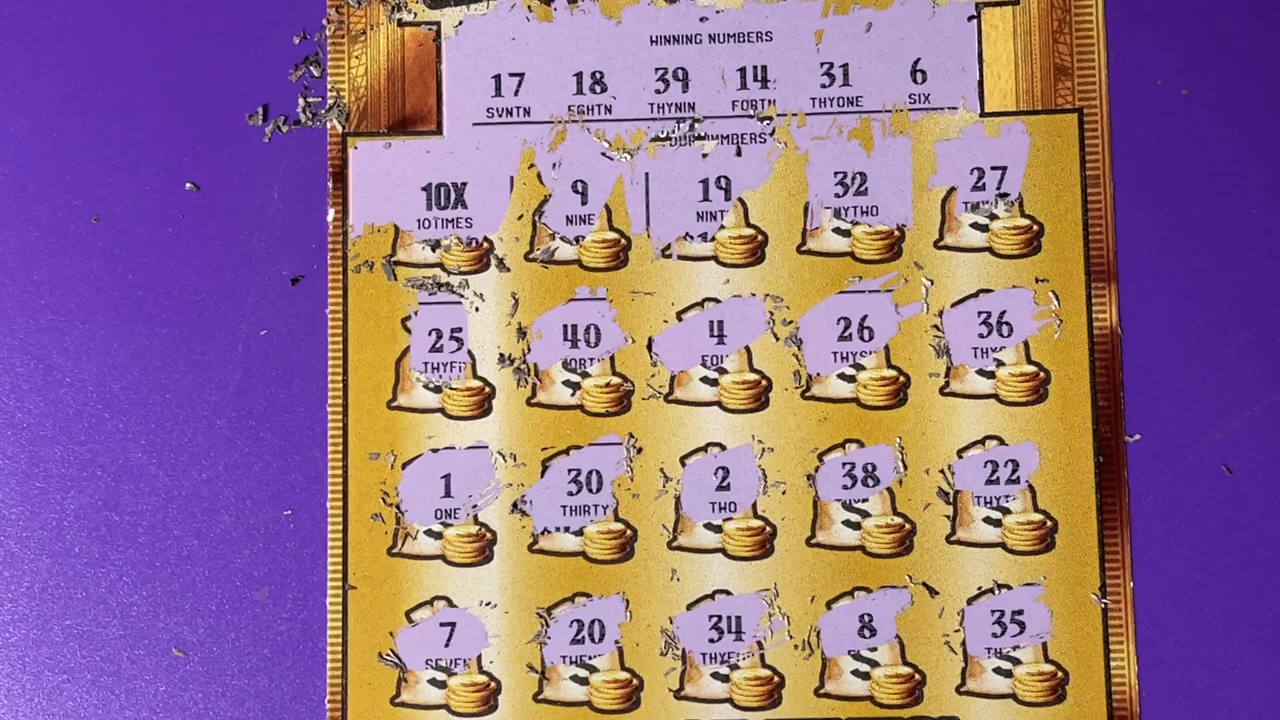 WINNING NUMBERS
17 18 39 14 31 6
SVNTN EGHTN THYNIN FORTN THYONE SIX
10X 9 19 32 27
10TIMES NINE
25 40 4 26 36
1 30 2 38 22
ONE THIRTY TWO
7 20 34 8 35
SEVEN